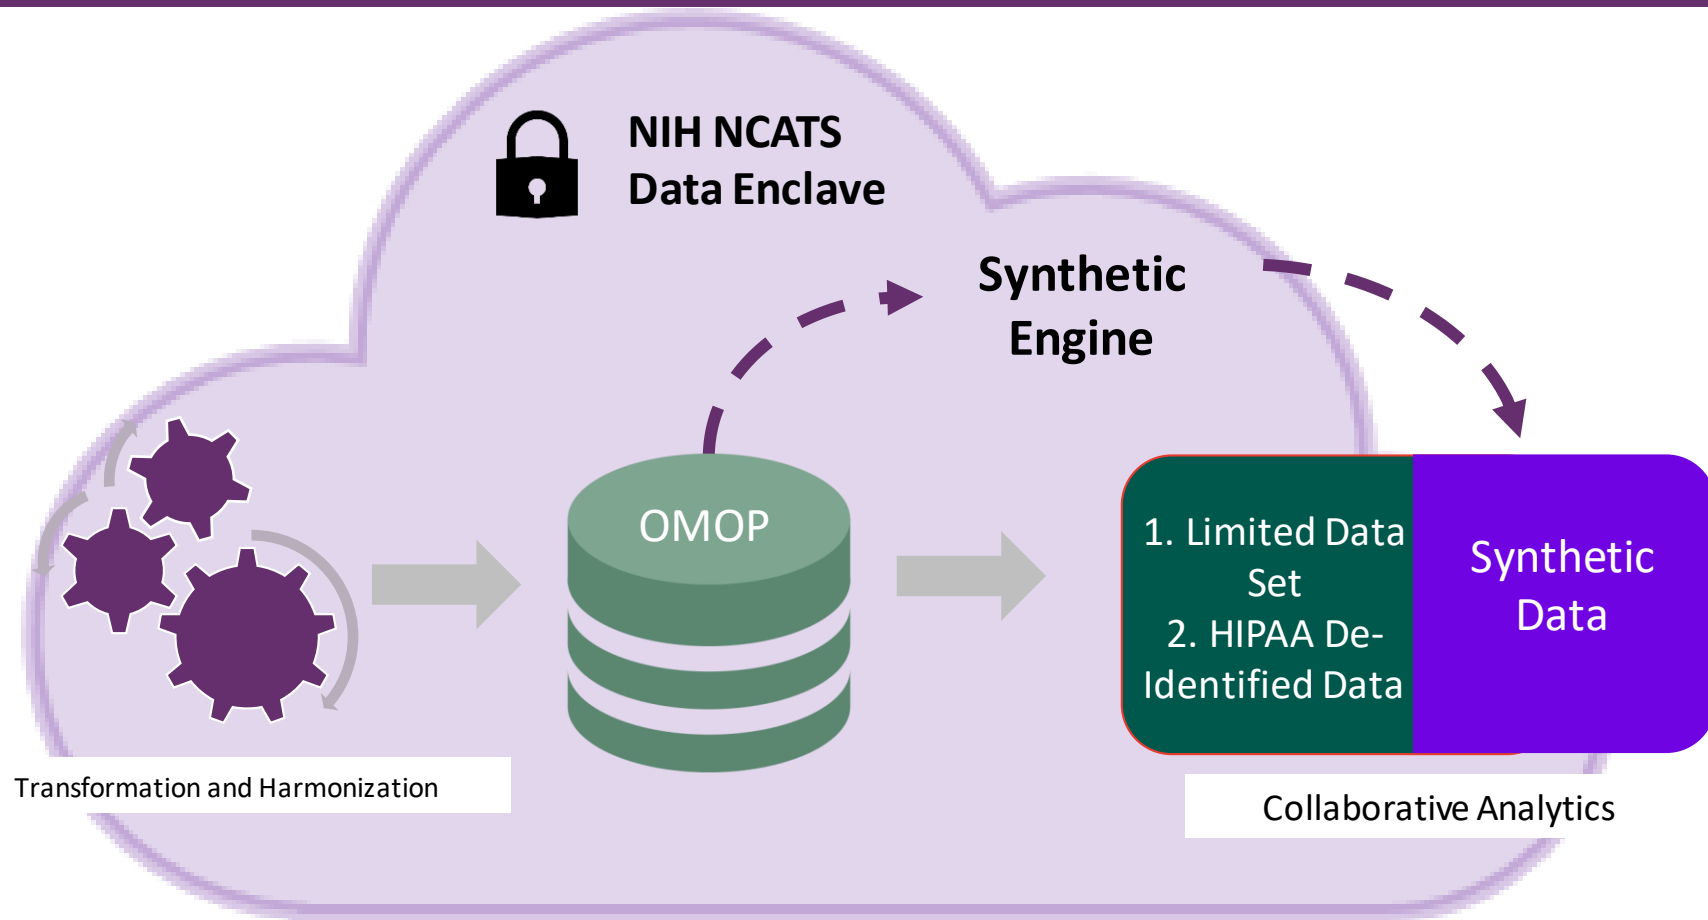 NIH NCATS
Data Enclave
Synthetic
Engine
OMOP
1. Limited Data
Set
2. HIPAA De-
Identified Data
Synthetic
Data
Transformation and Harmonization
Collaborative Analytics